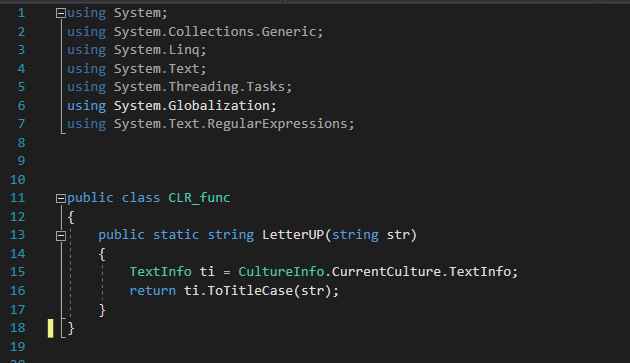 1 using System;
2 using System.Collections.Generic;
3 using System.Linq;
4 using System.Text;
5 using System.Threading.Tasks;
6 using System.Globalization;
7 using System.Text.RegularExpressions;
8
9
10
11 public class CLR_func
12 {
13 public static string LetterUP(string str)
14 {
15 TextInfo ti = CultureInfo.CurrentCulture.TextInfo;
16 return ti.ToTitleCase(str);
17 }
18 }
19